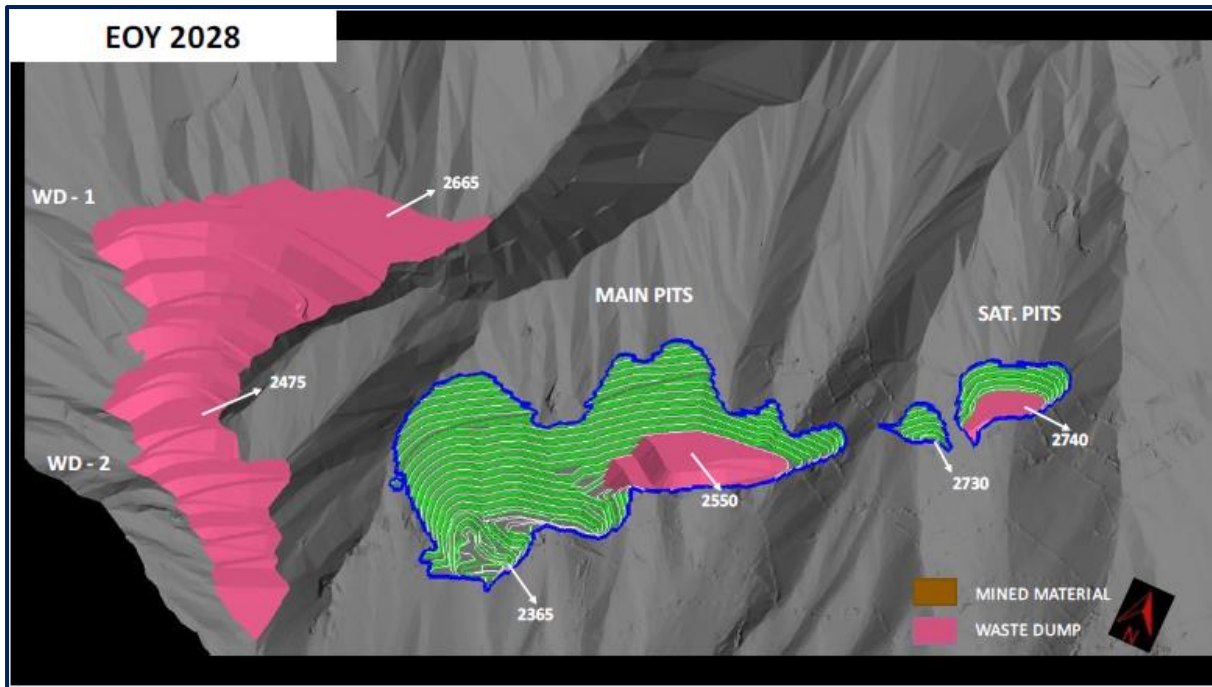 EOY 2028
2665
WD - 1
MAIN PITS
SAT. PITS
2475
2740
WD - 2
2730
2550
2365
MINED MATERIAL
WASTE DUMP
N